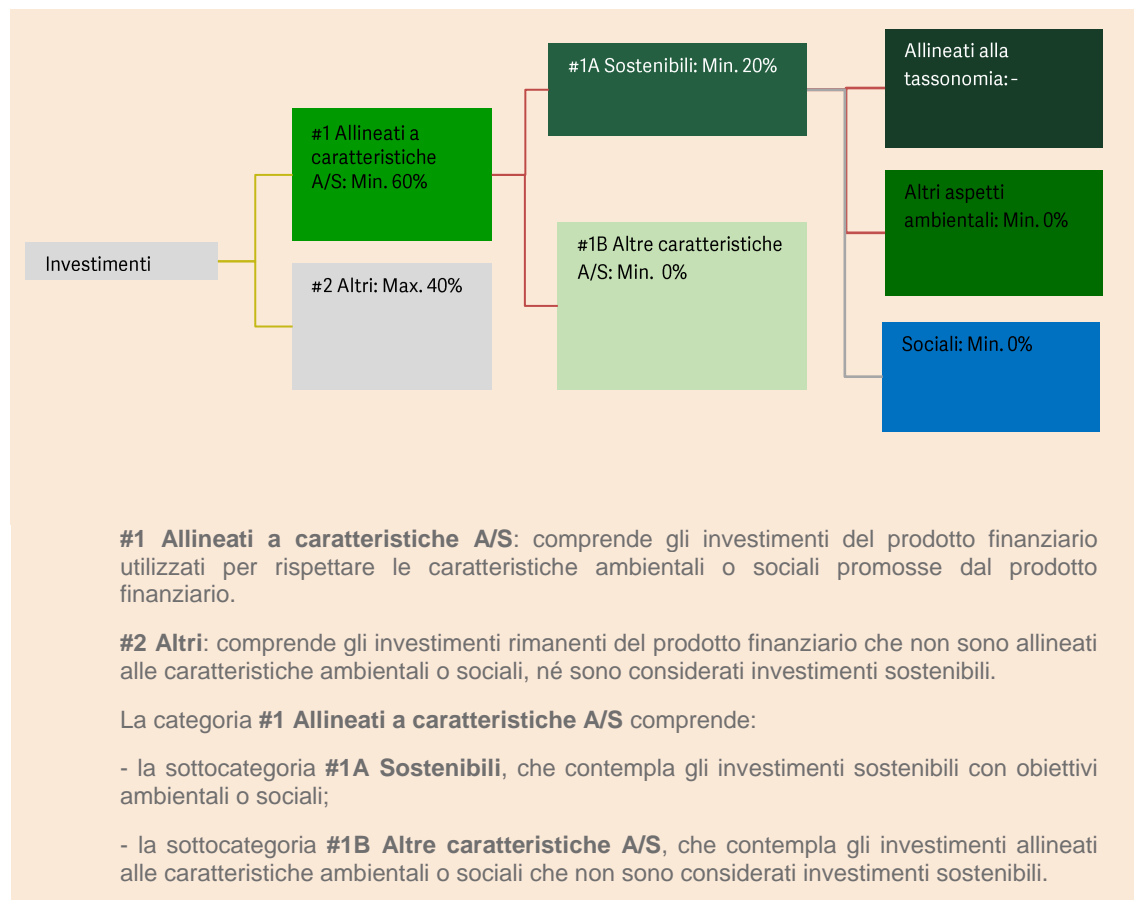 Investimenti
#1 Allineati a
caratteristiche
A/S: Min. 60%
#2 Altri: Max. 40%
#1A Sostenibili: Min. 20%
#1B Altre caratteristiche
A/S: Min. 0%
Allineati alla
tassonomia: -
Altri aspetti
ambientali: Min. 0%
Sociali: Min. 0%
#1 Allineati a caratteristiche A/S: comprende gli investimenti del prodotto finanziario
utilizzati per rispettare le caratteristiche ambientali o sociali promosse dal prodotto
finanziario.
#2 Altri: comprende gli investimenti rimanenti del prodotto finanziario che non sono allineati
alle caratteristiche ambientali o sociali, né sono considerati investimenti sostenibili.
La categoria #1 Allineati a caratteristiche A/S comprende:
- la sottocategoria #1A Sostenibili, che contempla gli investimenti sostenibili con obiettivi
ambientali o sociali;
- la sottocategoria #1B Altre caratteristiche A/S, che contempla gli investimenti allineati
alle caratteristiche ambientali o sociali che non sono considerati investimenti sostenibili.